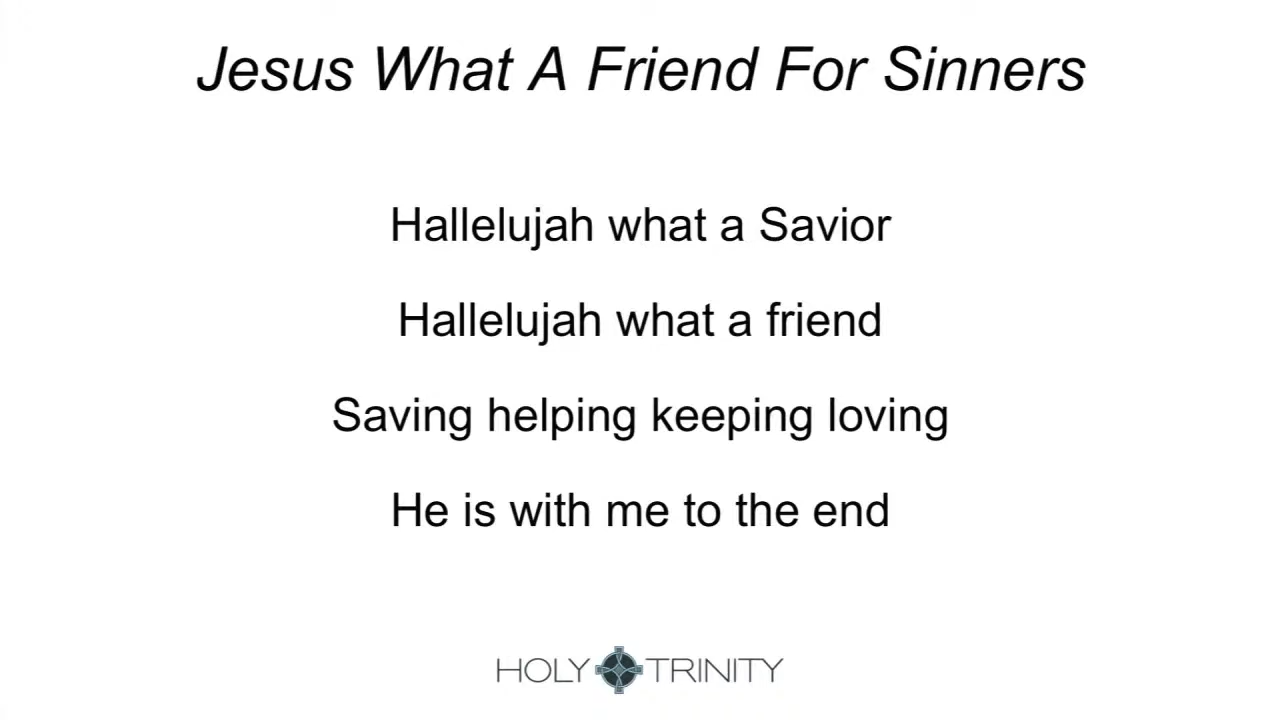 Jesus What A Friend For Sinners
Hallelujah what a Savior
Hallelujah what a friend
Saving helping keeping loving
He is with me to the end
HOLY TRINITY